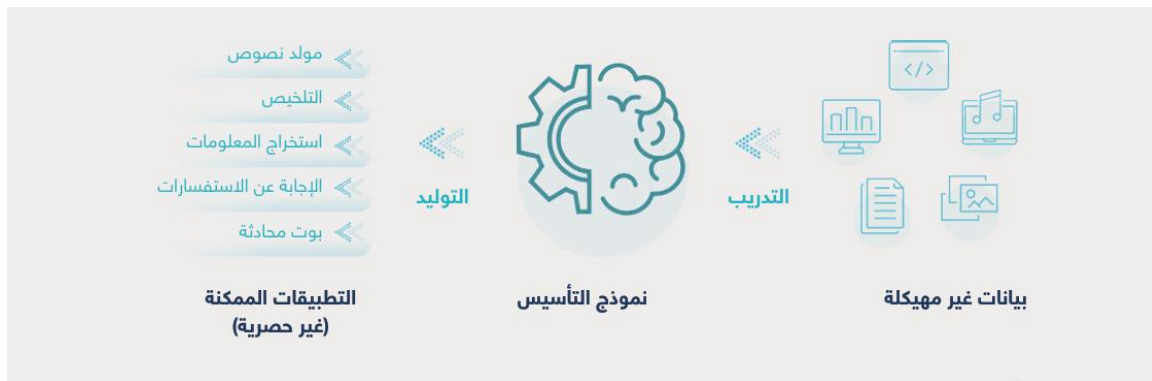 </>
التدريب
بيانات غير مهيكلة
نموذج التأسيس
التوليد
مولد نصوص
التلخيص
استخراج المعلومات
الإجابة عن الاستفسارات
بوت محادثة
التطبيقات الممكنة
(غير حصرية)